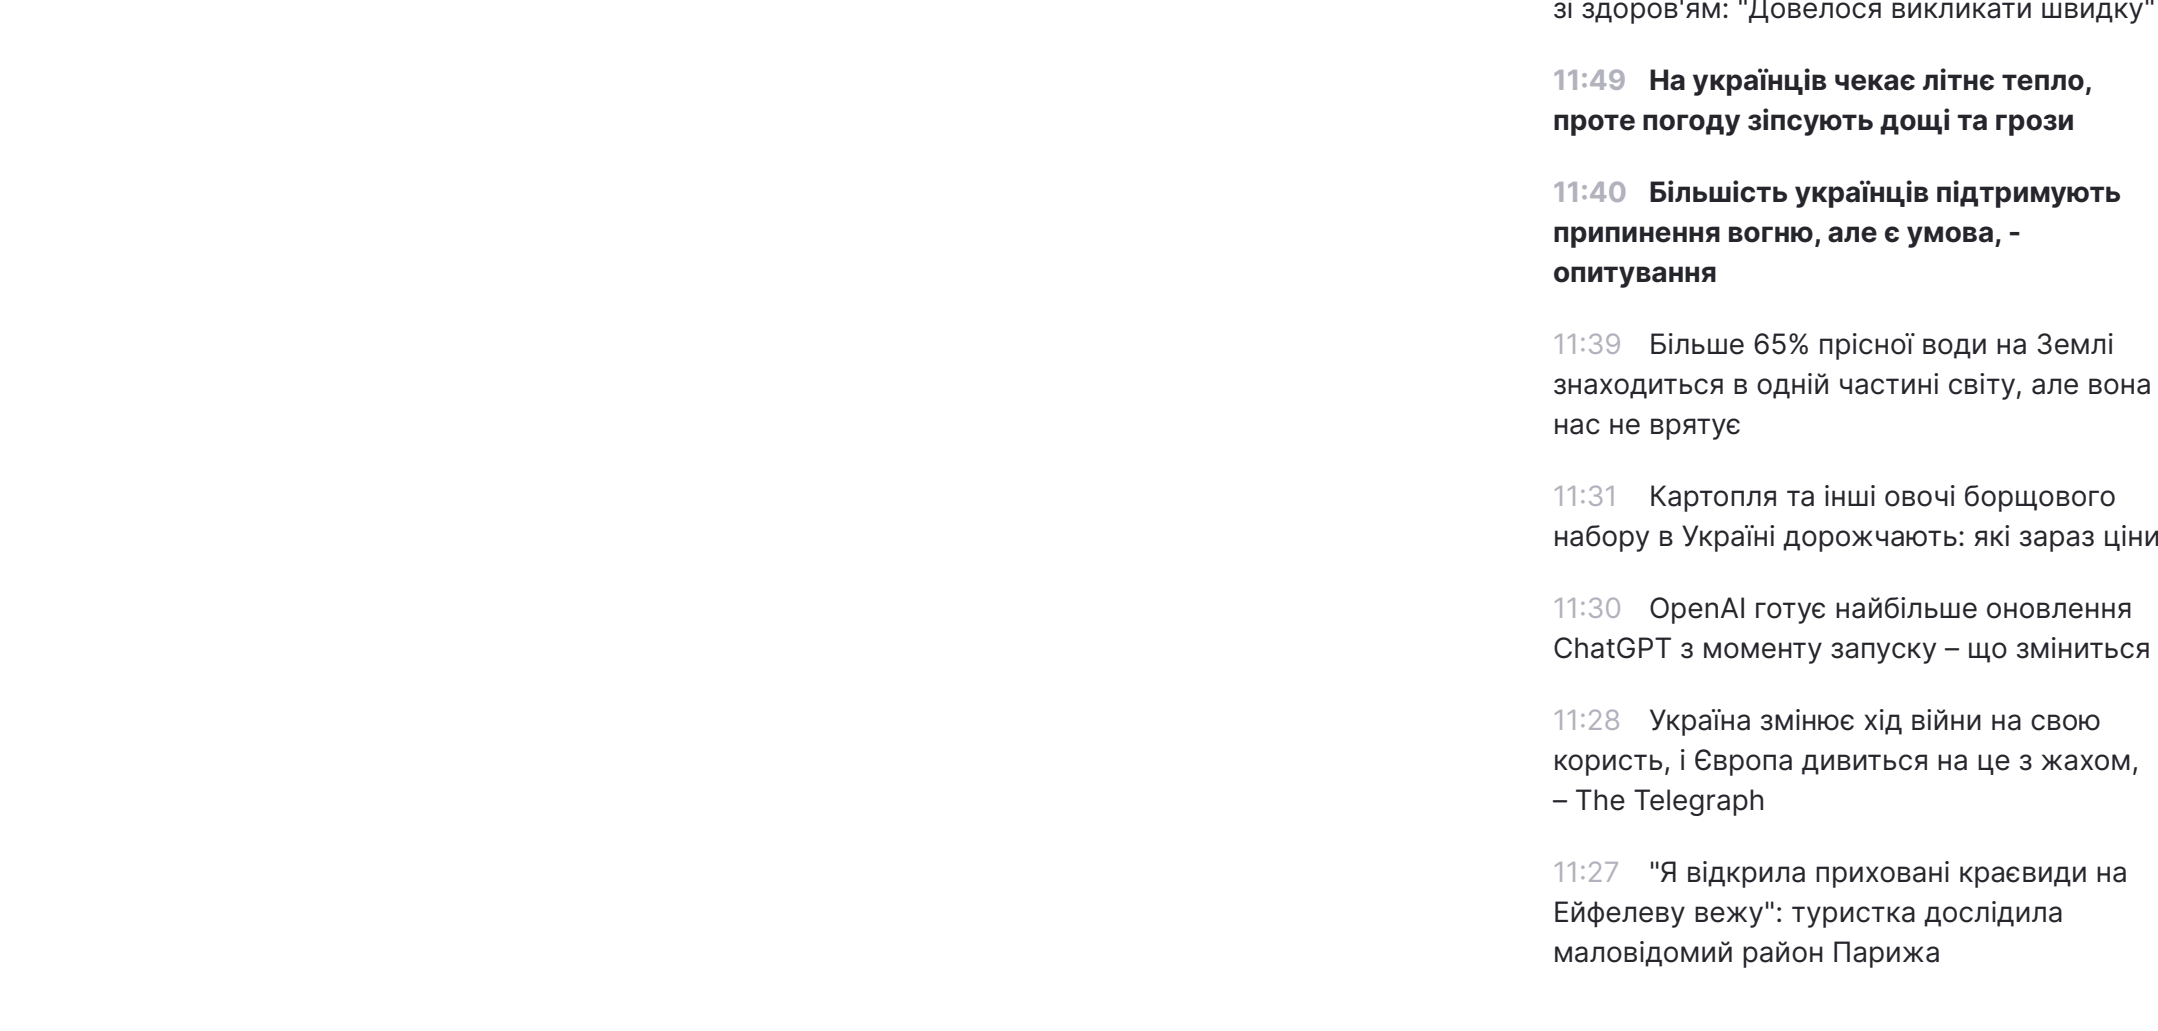 зі здоров'ям: "Довелося викликати швидку"
11:49 На українців чекає літнє тепло,
проте погоду зіпсують дощі та грози
11:40 Більшість українців підтримують
припинення вогню, але є умова, -
опитування
11:39 Більше 65% прісної води на Землі
знаходиться в одній частині світу, але вона
нас не врятує
11:31 Картопля та інші овочі борщового
набору в Україні дорожчають: які зараз ціни
11:30 OpenAI готує найбільше оновлення
ChatGPT з моменту запуску – що зміниться
11:28 Україна змінює хід війни на свою
користь, і Європа дивиться на це з жахом,
– The Telegraph
11:27 "Я відкрила приховані краєвиди на
Ейфелеву вежу": туристка дослідила
маловідомий район Парижа